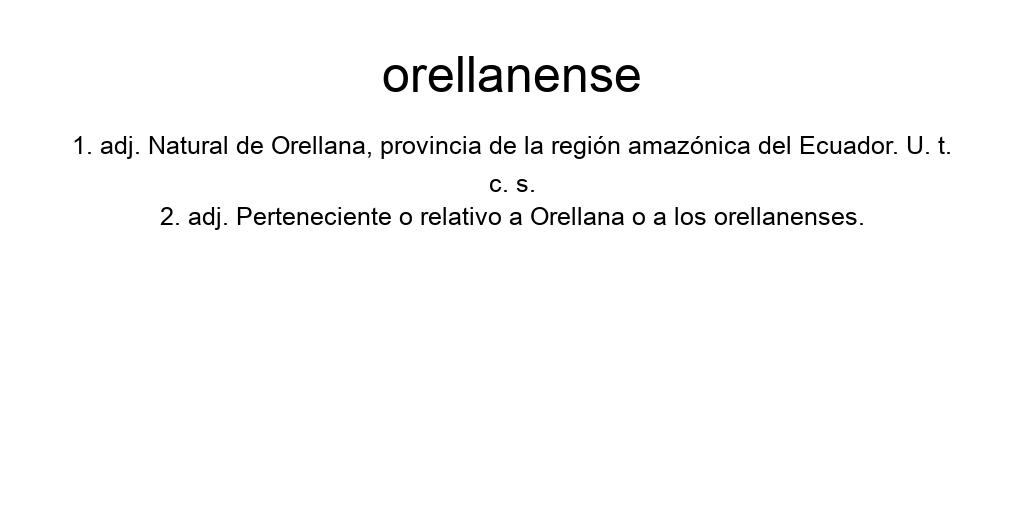 orellanense
1. adj. Natural de Orellana, provincia de la región amazónica del Ecuador. U. t.
c. s.
2. adj. Perteneciente o relativo a Orellana o a los orellanenses.